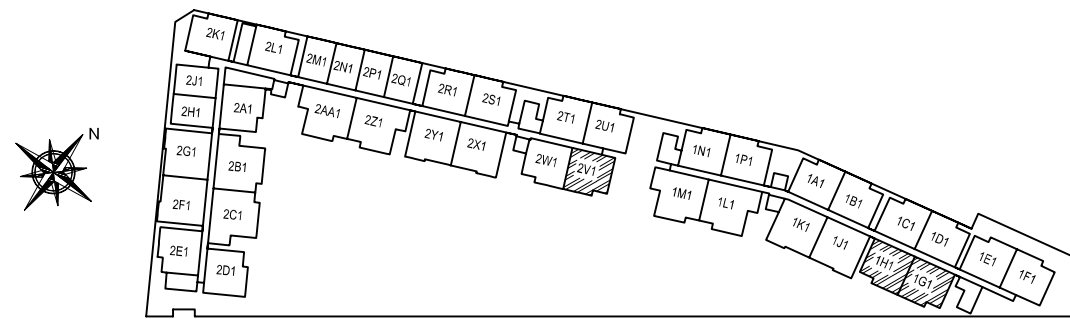 2K1
2L1
2M1
2N1
2P1
2Q1
2R1
2S1
2T1
2U1
1N1
1P1
1A1
1B1
1C1
1D1
1E1
1F1
2J1
2H1
2A1
2AA1
2Z1
2Y1
2X1
2W1
2V1
1M1
1L1
1K1
1J1
1H1
1G1
N
2G1
2B1
2F1
2C1
2E1
2D1